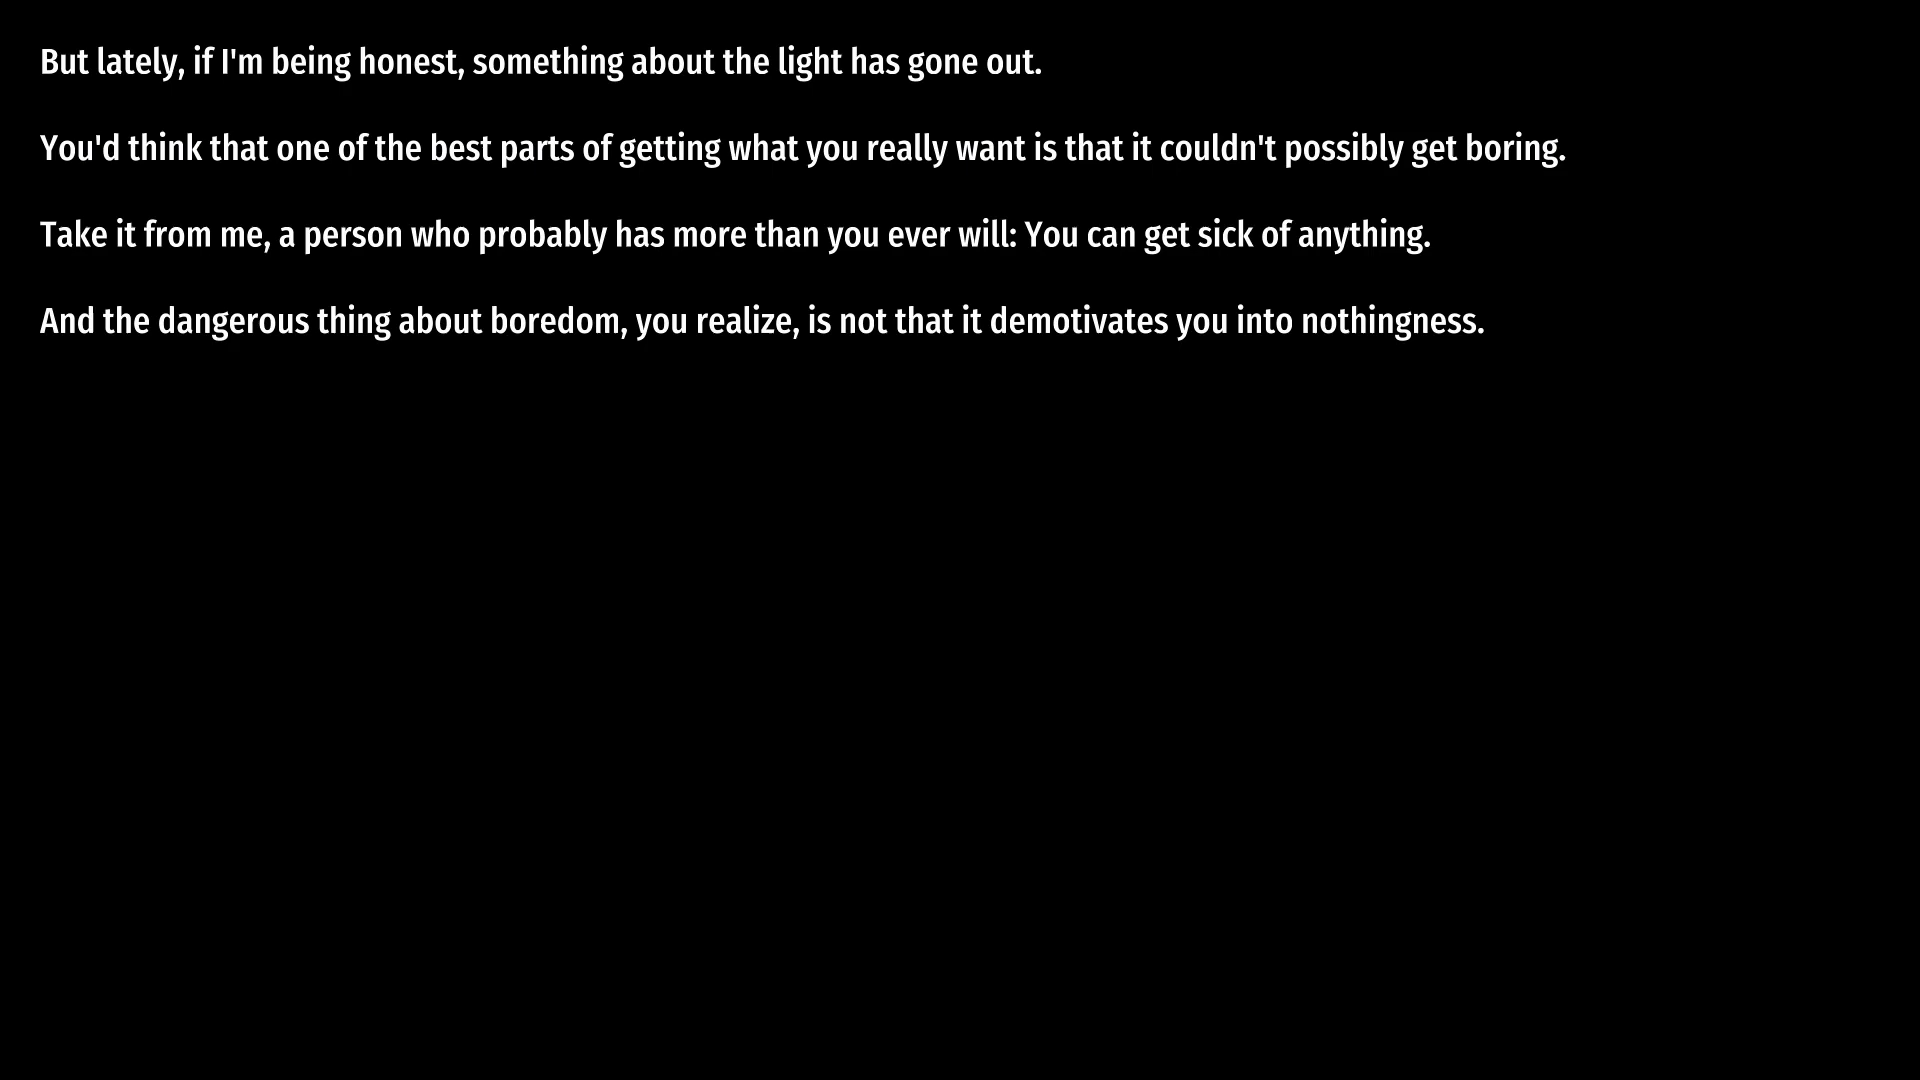 But lately, if I'm being honest, something about the light has gone out.
You'd think that one of the best parts of getting what you really want is that it couldn't possibly get boring.
Take it from me, a person who probably has more than you ever will: You can get sick of anything.
And the dangerous thing about boredom, you realize, is not that it demotivates you into nothingness.